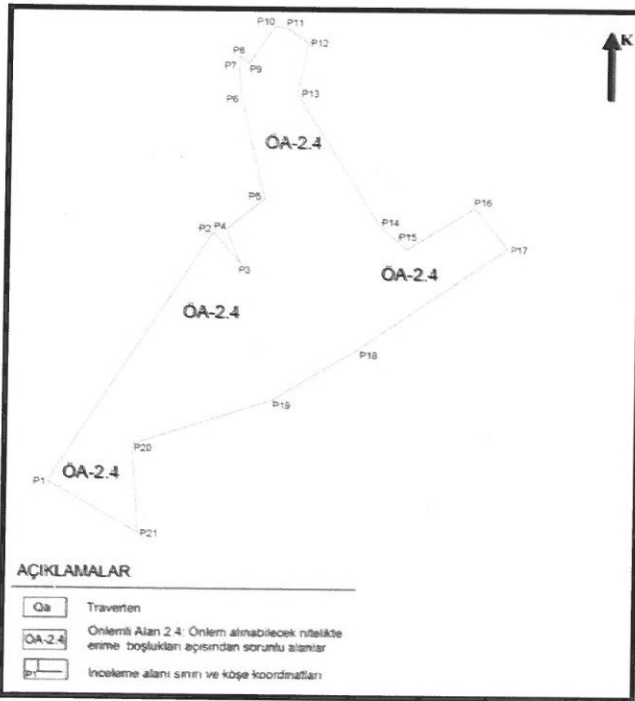 P10 P11
P12
K
P8
P7 P9
P6
P13
ÖA-2.4
P5
P16
P2 P4
P14
P15
P17
P3
ÖA-2.4
ÖA-2.4
P18
P19
P20
P1 ÖA-2.4
P21
AÇIKLAMALAR
Qa Traverten
ÖA-2.4 Önlemli Alan 2.4: Önlem alınabilecek nitelikte
erime boşlukları açısından sorunlu alanlar
P1 İnceleme alanı sınırı ve köşe koordinatları